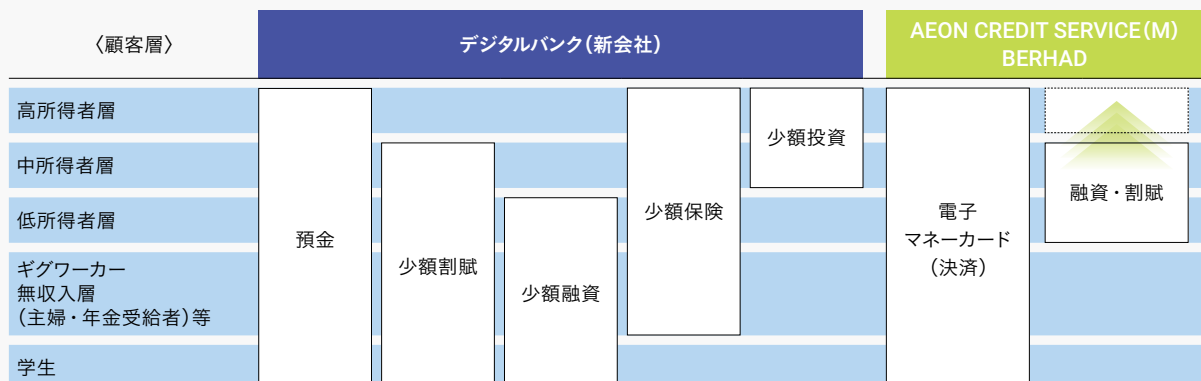 〈顧客層〉
デジタルバンク(新会社)
AEON CREDIT SERVICE(M)
BERHAD
高所得者層
中所得者層
低所得者層
ギグワーカー
無収入層
(主婦・年金受給者)等
学生
預金
少額割賦
少額融資
少額保険
少額投資
電子
マネーカード
(決済)
融資・割賦